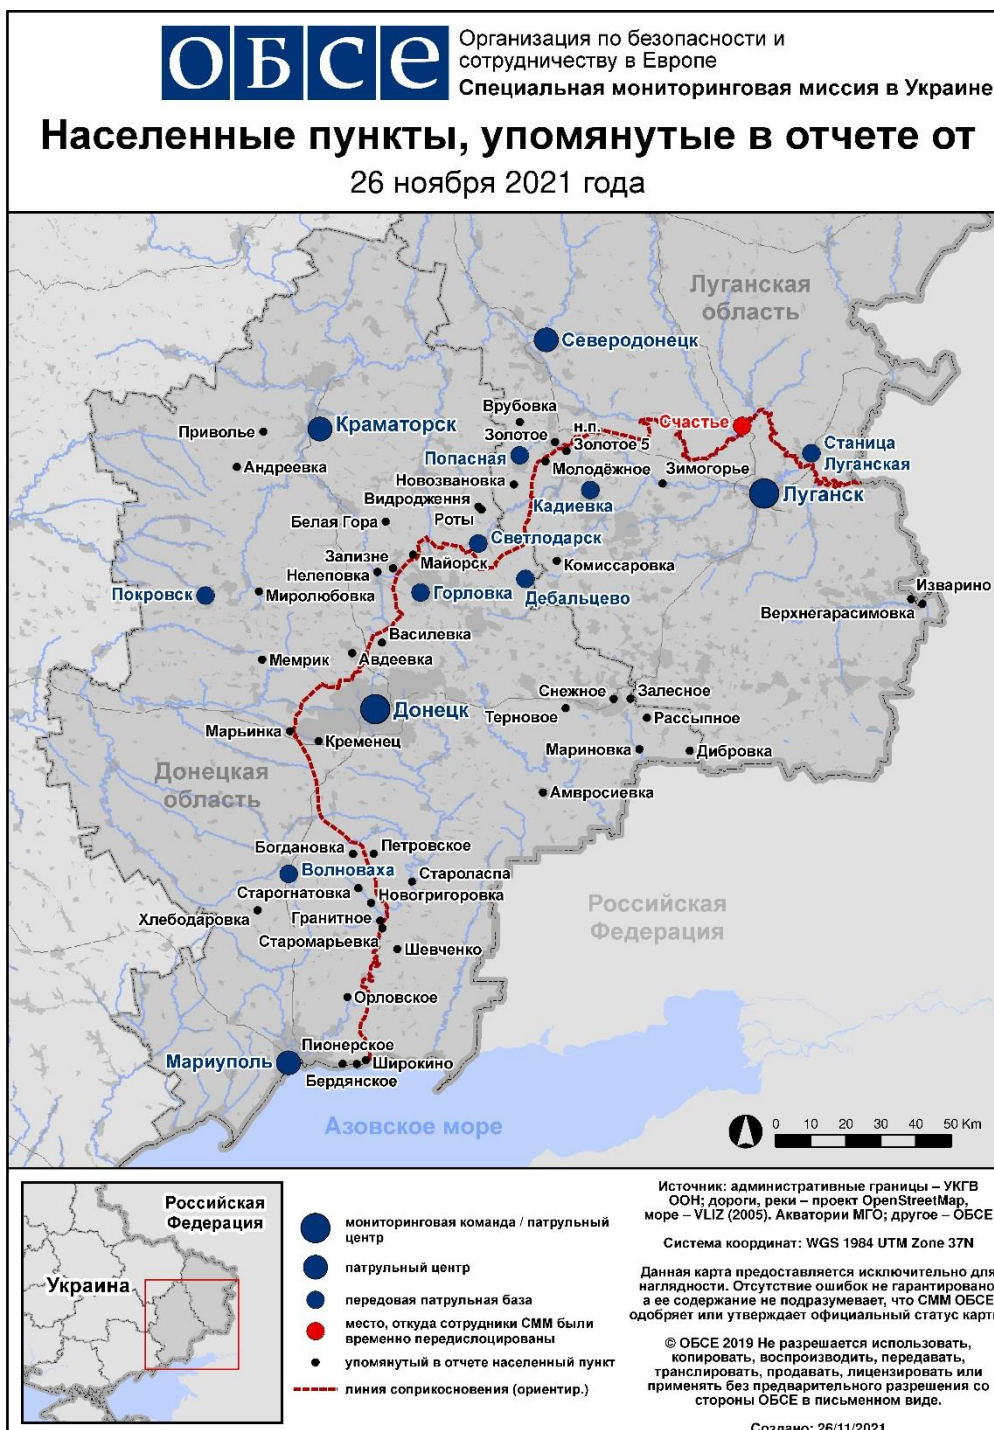 ОБСЕ
Организация по безопасности и
сотрудничеству в Европе
Специальная мониторинговая миссия в Украине
Населенные пункты, упомянутые в отчете от
26 ноября 2021 года
Луганская
область
Северодонецк
Врубовка
Счастье
н.п.
Краматорск
Приволье
Золотое
Золотое 5
Станица
Луганская
Попасная
Андреевка
Молодёжное
Зимогорье
Новозвановка
Луганск
Видродження
Кадиевка
Белая Гора
Роты
Светлодарск
Зализне
Майорск
Комиссаровка
Нелеповка
Изварино
Покровск
Миролюбовка
Горловка
Дебальцево
Верхнегарасимовка
Василевка
Мемрик
Авдеевка
Снежное
Залесное
Донецк
Терновое
Рассыпное
Марьинка
Кременец
Мариновка
Дибровка
Донецкая
область
Амвросиевка
Богдановка
Петровское
Волноваха
Староласпа
Старогнатовка
Новогригоровка
Российская
Федерация
Хлебодаровка
Гранитное
Старомарьевка
Шевченко
Орловское
Пионерское
Мариуполь
Широкино
Бердянское
Азовское море
0 10 20 30 40 50 Km
Российская
Федерация
Украина
мониторинговая команда / патрульный
центр
патрульный центр
передовая патрульная база
место, откуда сотрудники СММ были
временно передислоцированы
упомянутый в отчете населенный пункт
линия соприкосновения (ориентир.)
Источник: административные границы – УКГВ
ООН; дороги, реки – проект OpenStreetMap,
море – VLIZ (2005). Акватории МГО; другое – ОБСЕ
Система координат: WGS 1984 UTM Zone 37N
Данная карта предоставляется исключительно для
наглядности. Отсутствие ошибок не гарантировано
а ее содержание не подразумевает, что СММ ОБСЕ
одобряет или утверждает официальный статус карт
© ОБСЕ 2019 Не разрешается использовать,
копировать, воспроизводить, передавать,
транслировать, продавать, лицензировать или
применять без предварительного разрешения со
стороны ОБСЕ в письменном виде.
Создано: 26/11/2021